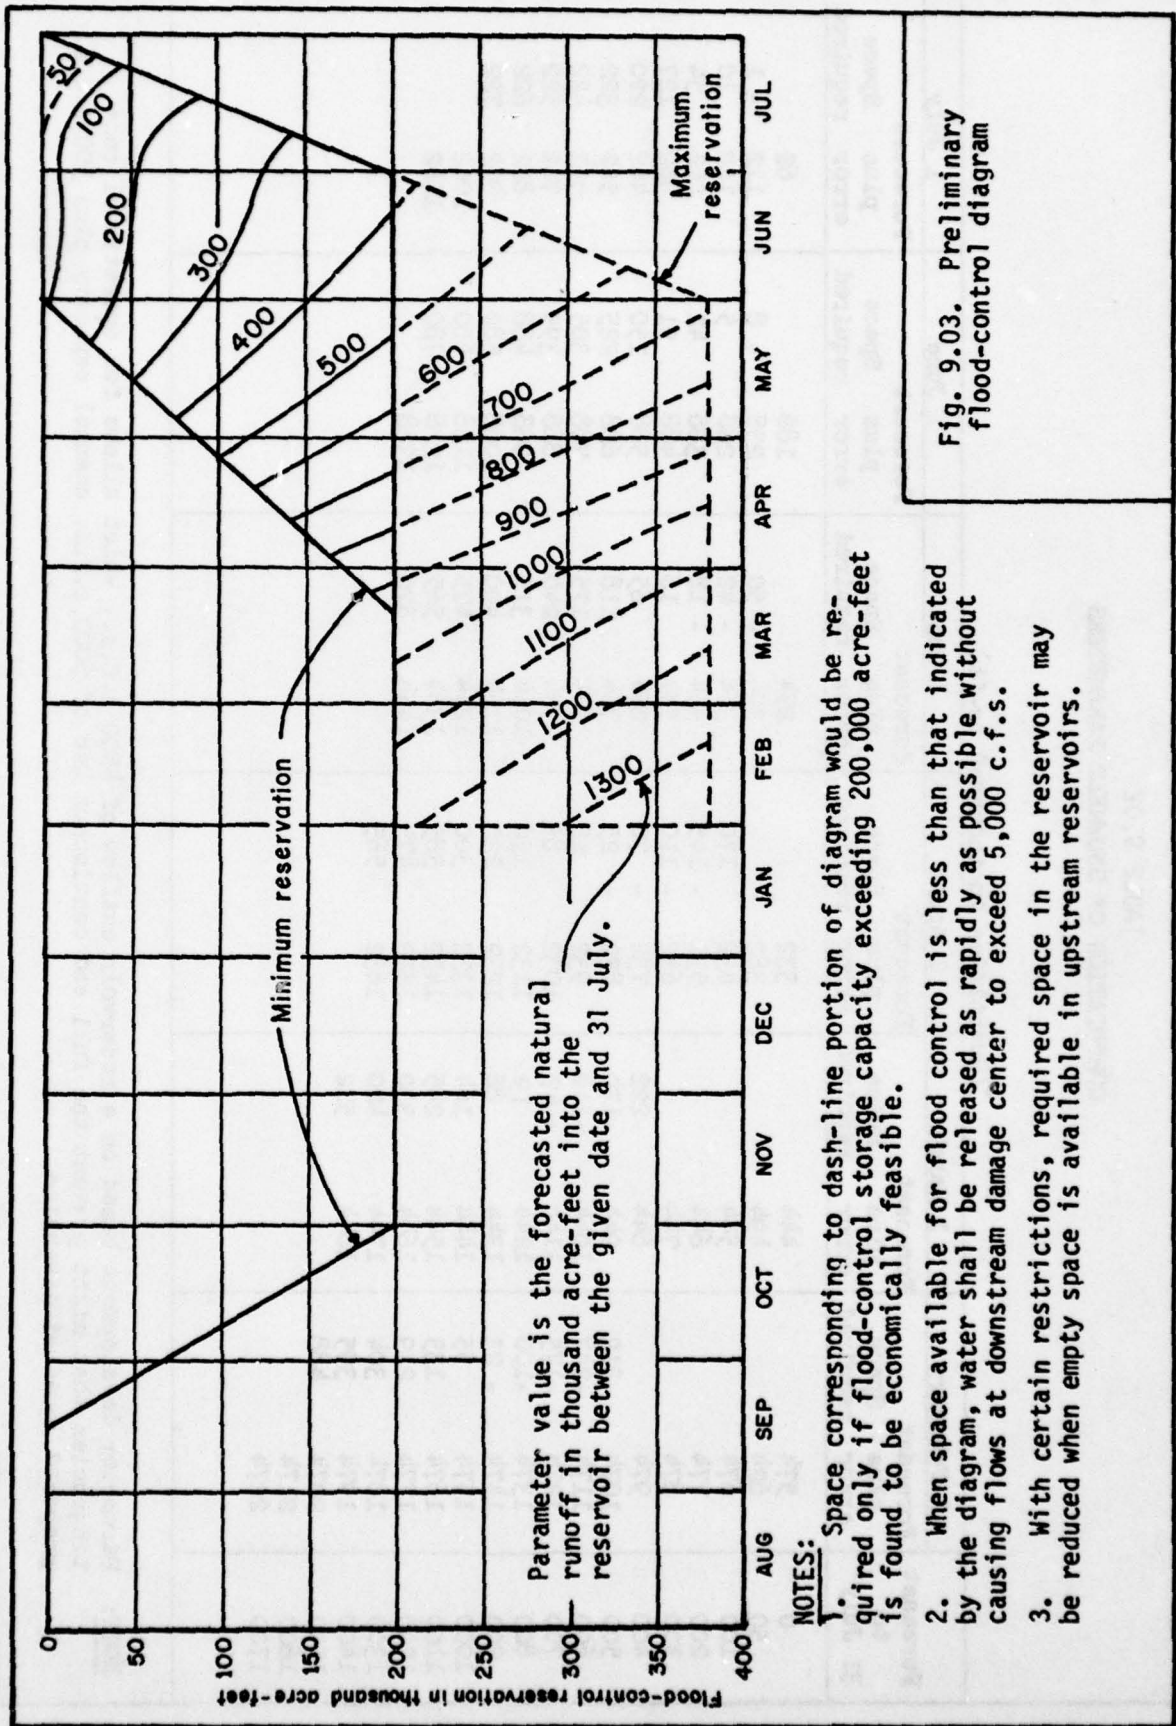 Flood-control reservation in thousand acre-feet
0
50
100
150
200
250
300
350
400
AUG SEP OCT NOV DEC JAN FEB MAR APR MAY JUN JUL
Minimum reservation
Maximum
reservation
50
100
200
300
400
500
600
700
800
900
1000
1100
1200
1300
Parameter value is the forecasted natural
runoff in thousand acre-feet into the
reservoir between the given date and 31 July.
NOTES:
1. Space corresponding to dash-line portion of diagram would be re-
quired only if flood-control storage capacity exceeding 200,000 acre-feet
is found to be economically feasible.
2. When space available for flood control is less than that indicated
by the diagram, water shall be released as rapidly as possible without
causing flows at downstream damage center to exceed 5,000 c.f.s.
3. With certain restrictions, required space in the reservoir may
be reduced when empty space is available in upstream reservoirs.
Fig. 9.03. Preliminary
flood-control diagram